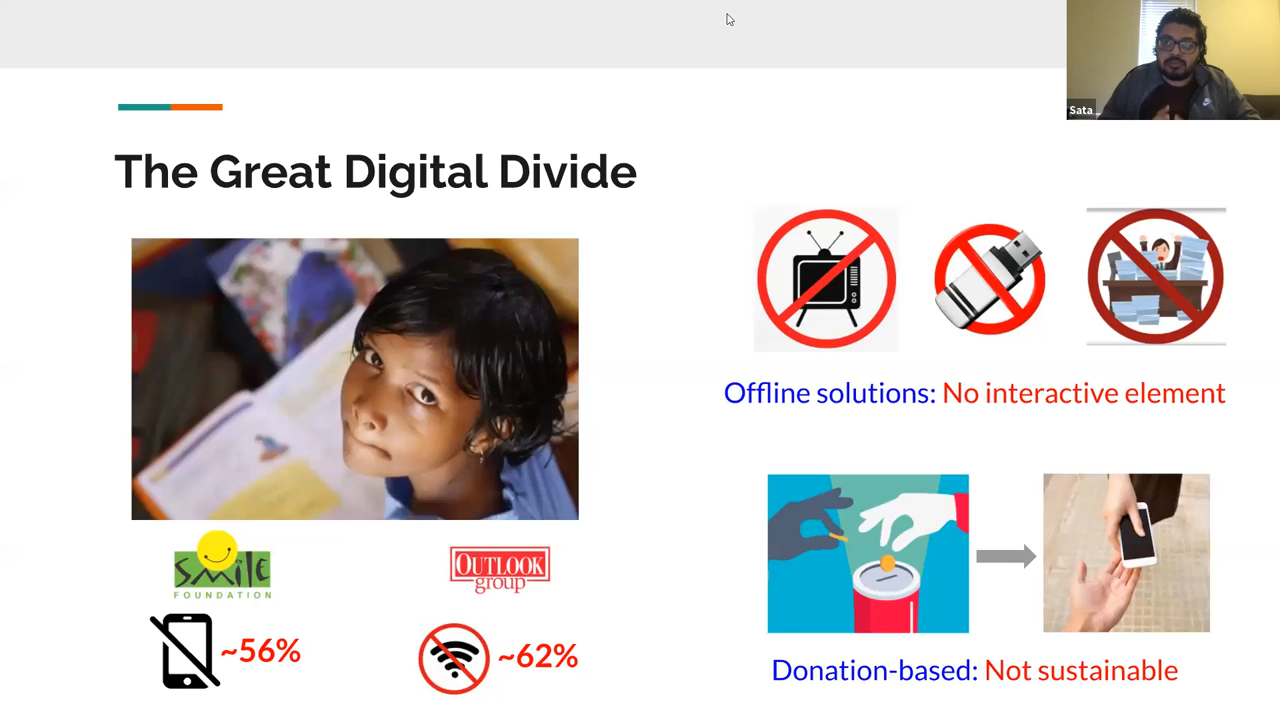 Sata
The Great Digital Divide
Offline solutions: No interactive element
SMILE
FOUNDATION
OUTLOOK
group
~56%
~62%
Donation-based: Not sustainable